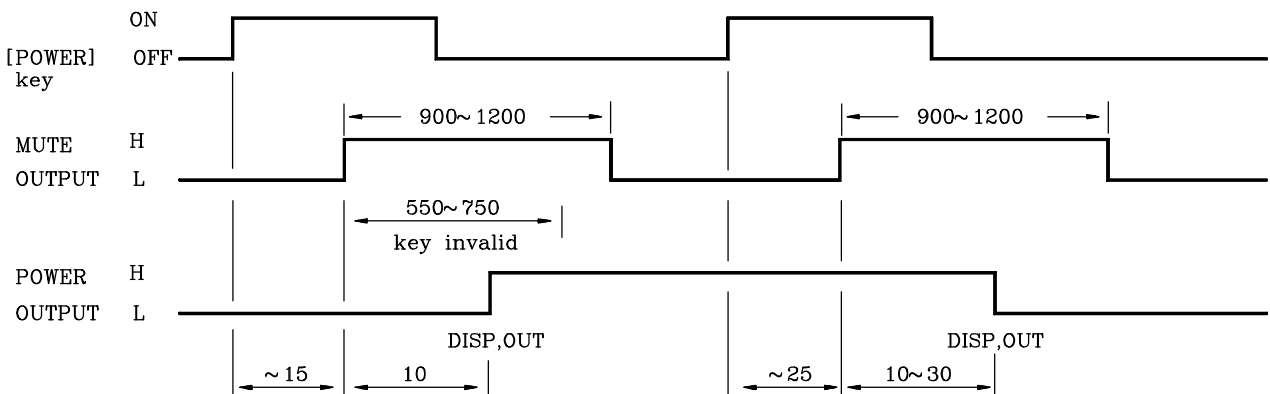 ON
[POWER] OFF
key
900~1200 900~1200
MUTE H
OUTPUT L
550~750
key invalid
POWER H
OUTPUT L
DISP,OUT DISP,OUT
~15 10 ~25 10~30